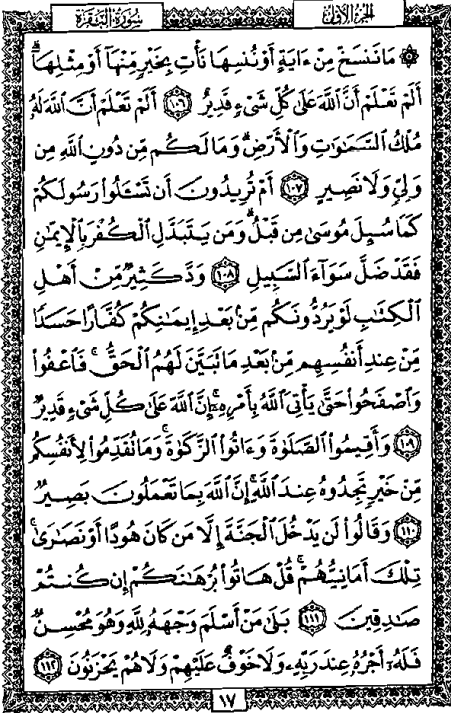 الجزء الأول
سورة البقرة
۞ مَا نَنسَخْ مِنْ ءَايَةٍ أَوْ نُنسِهَا نَأْتِ بِخَيْرٍ مِّنْهَآ أَوْ مِثْلِهَآ ۗ
أَلَمْ تَعْلَمْ أَنَّ ٱللَّهَ عَلَىٰ كُلِّ شَىْءٍ قَدِيرٌ ١٠٦ أَلَمْ تَعْلَمْ أَنَّ ٱللَّهَ لَهُۥ
مُلْكُ ٱلسَّمَٰوَٰتِ وَٱلْأَرْضِ ۗ وَمَا لَكُم مِّن دُونِ ٱللَّهِ مِن
وَلِىٍّ وَلَا نَصِيرٍ ١٠٧ أَمْ تُرِيدُونَ أَن تَسْـَٔلُوا۟ رَسُولَكُمْ
كَمَا سُئِلَ مُوسَىٰ مِن قَبْلُ ۗ وَمَن يَتَبَدَّلِ ٱلْكُفْرَ بِٱلْإِيمَٰنِ
فَقَدْ ضَلَّ سَوَآءَ ٱلسَّبِيلِ ١٠٨ وَدَّ كَثِيرٌ مِّنْ أَهْلِ
ٱلْكِتَٰبِ لَوْ يَرُدُّونَكُم مِّنۢ بَعْدِ إِيمَٰنِكُمْ كُفَّارًا حَسَدًا
مِّنْ عِندِ أَنفُسِهِم مِّنۢ بَعْدِ مَا تَبَيَّنَ لَهُمُ ٱلْحَقُّ ۖ فَٱعْفُوا۟
وَٱصْفَحُوا۟ حَتَّىٰ يَأْتِىَ ٱللَّهُ بِأَمْرِهِۦٓ ۗ إِنَّ ٱللَّهَ عَلَىٰ كُلِّ شَىْءٍ قَدِيرٌ
١٠٩ وَأَقِيمُوا۟ ٱلصَّلَوٰةَ وَءَاتُوا۟ ٱلزَّكَوٰةَ ۚ وَمَا تُقَدِّمُوا۟ لِأَنفُسِكُم
مِّنْ خَيْرٍ تَجِدُوهُ عِندَ ٱللَّهِ ۗ إِنَّ ٱللَّهَ بِمَا تَعْمَلُونَ بَصِيرٌ
١١٠ وَقَالُوا۟ لَن يَدْخُلَ ٱلْجَنَّةَ إِلَّا مَن كَانَ هُودًا أَوْ نَصَٰرَىٰ ۗ
تِلْكَ أَمَانِيُّهُمْ ۗ قُلْ هَاتُوا۟ بُرْهَٰنَكُمْ إِن كُنتُمْ
صَٰدِقِينَ ١١١ بَلَىٰ مَنْ أَسْلَمَ وَجْهَهُۥ لِلَّهِ وَهُوَ مُحْسِنٌ
فَلَهُۥٓ أَجْرُهُۥ عِندَ رَبِّهِۦ وَلَا خَوْفٌ عَلَيْهِمْ وَلَا هُمْ يَحْزَنُونَ ١١٢
١٧